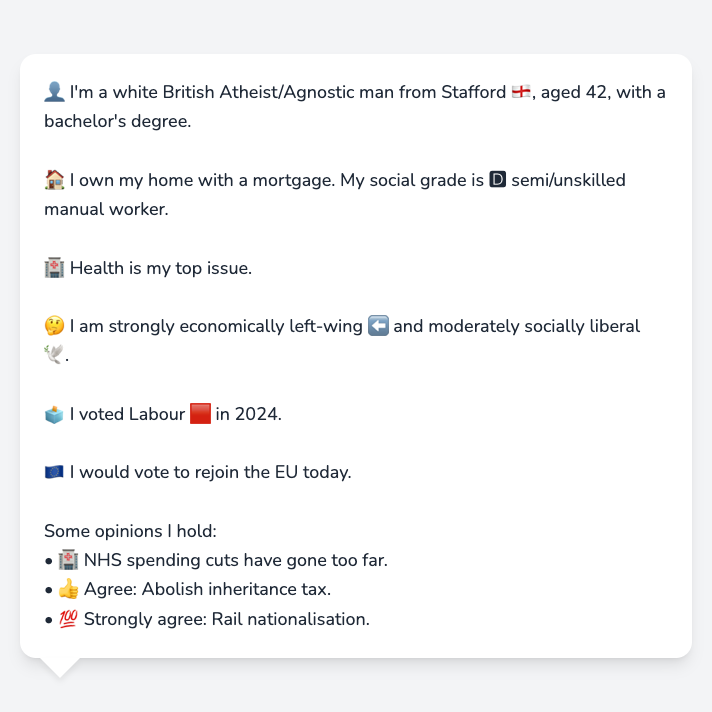 👤 I'm a white British Atheist/Agnostic man from Stafford 🏴󠁧󠁢󠁥󠁮󠁧󠁿, aged 42, with a
bachelor's degree.
🏠 I own my home with a mortgage. My social grade is 🅳 semi/unskilled
manual worker.
🏥 Health is my top issue.
🤔 I am strongly economically left-wing ⬅️ and moderately socially liberal
🕊️.
🗳️ I voted Labour 🟥 in 2024.
🇪🇺 I would vote to rejoin the EU today.
Some opinions I hold:
• 🏥 NHS spending cuts have gone too far.
• 👍 Agree: Abolish inheritance tax.
• 💯 Strongly agree: Rail nationalisation.